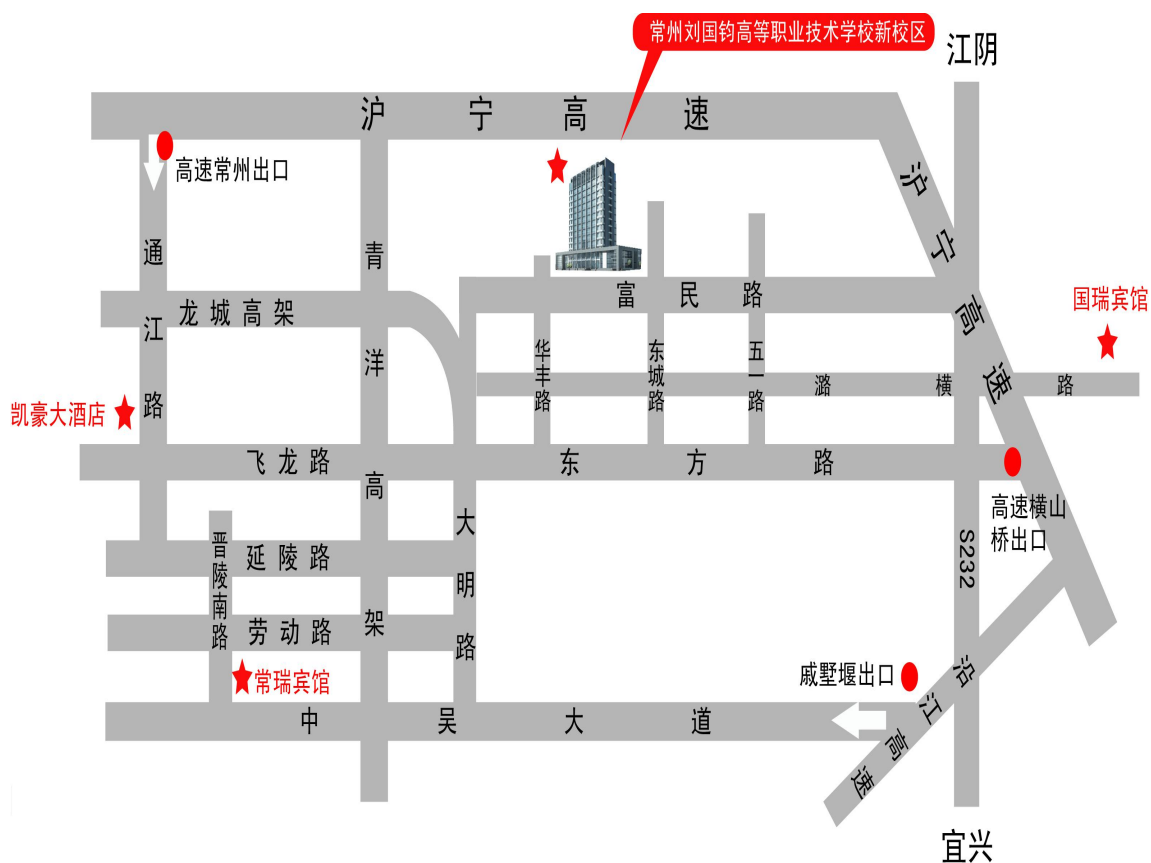 常州刘国钧高等职业技术学校新校区
江阴
沪宁高速
高速常州出口
沪宁高速
通江路
青洋高架
龙城高架
富民路
国瑞宾馆
华丰路
东城路
五一路
潞横路
凯豪大酒店
飞龙路
东方路
高速横山
桥出口
大明路
晋陵南路
延陵路
S232
劳动路
常瑞宾馆
戚墅堰出口
沿江高速
中吴大道
宜兴